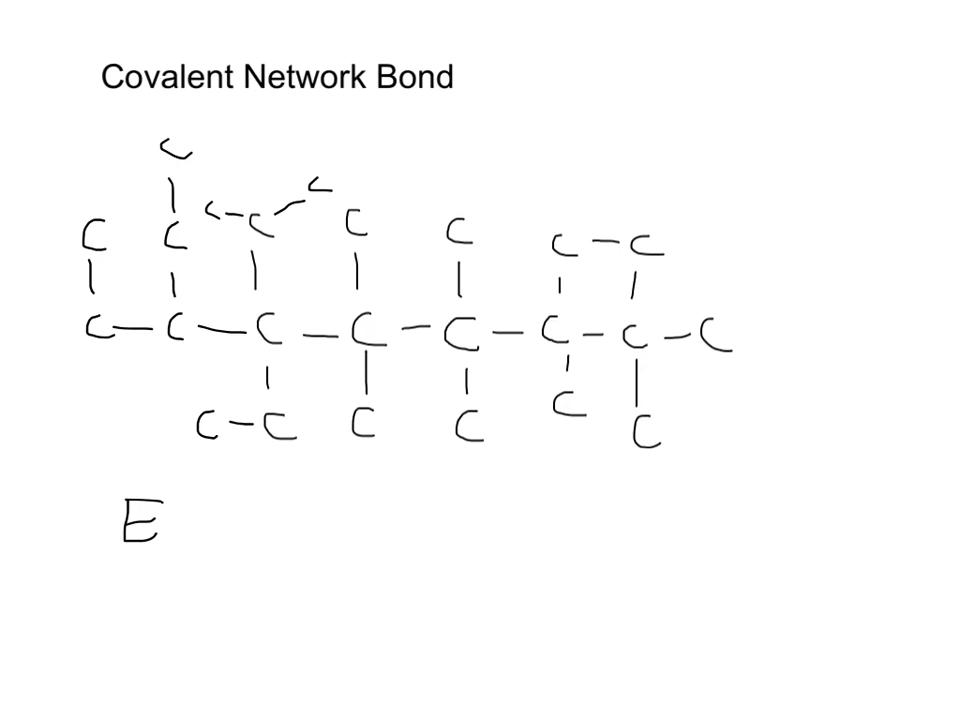 Covalent Network Bond
C
C - C - C
C C C C C - C
C - C - C - C - C - C - C - C
C - C C C C C
E